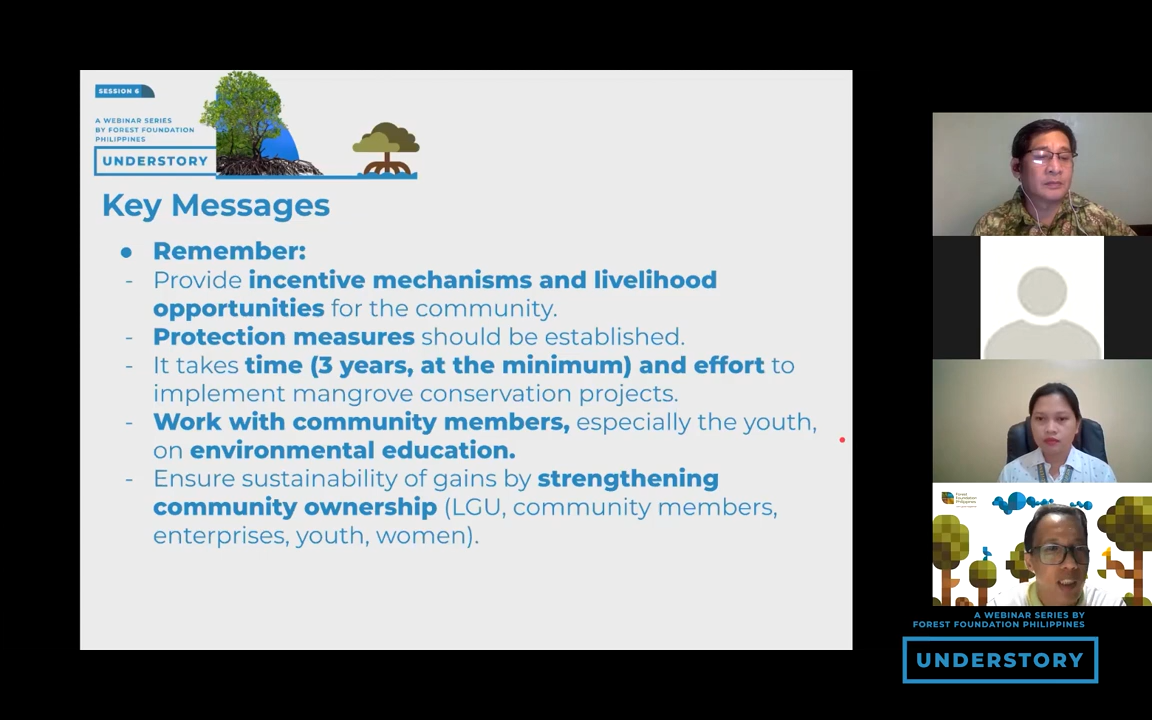 SESSION 6
A WEBINAR SERIES
BY FOREST FOUNDATION
PHILIPPINES
UNDERSTORY
Key Messages
● Remember:
- Provide incentive mechanisms and livelihood
opportunities for the community.
- Protection measures should be established.
- It takes time (3 years, at the minimum) and effort to
implement mangrove conservation projects.
- Work with community members, especially the youth,
on environmental education.
- Ensure sustainability of gains by strengthening
community ownership (LGU, community members,
enterprises, youth, women).
Forest
Foundation
Philippines
A WEBINAR SERIES BY
FOREST FOUNDATION PHILIPPINES
UNDERSTORY